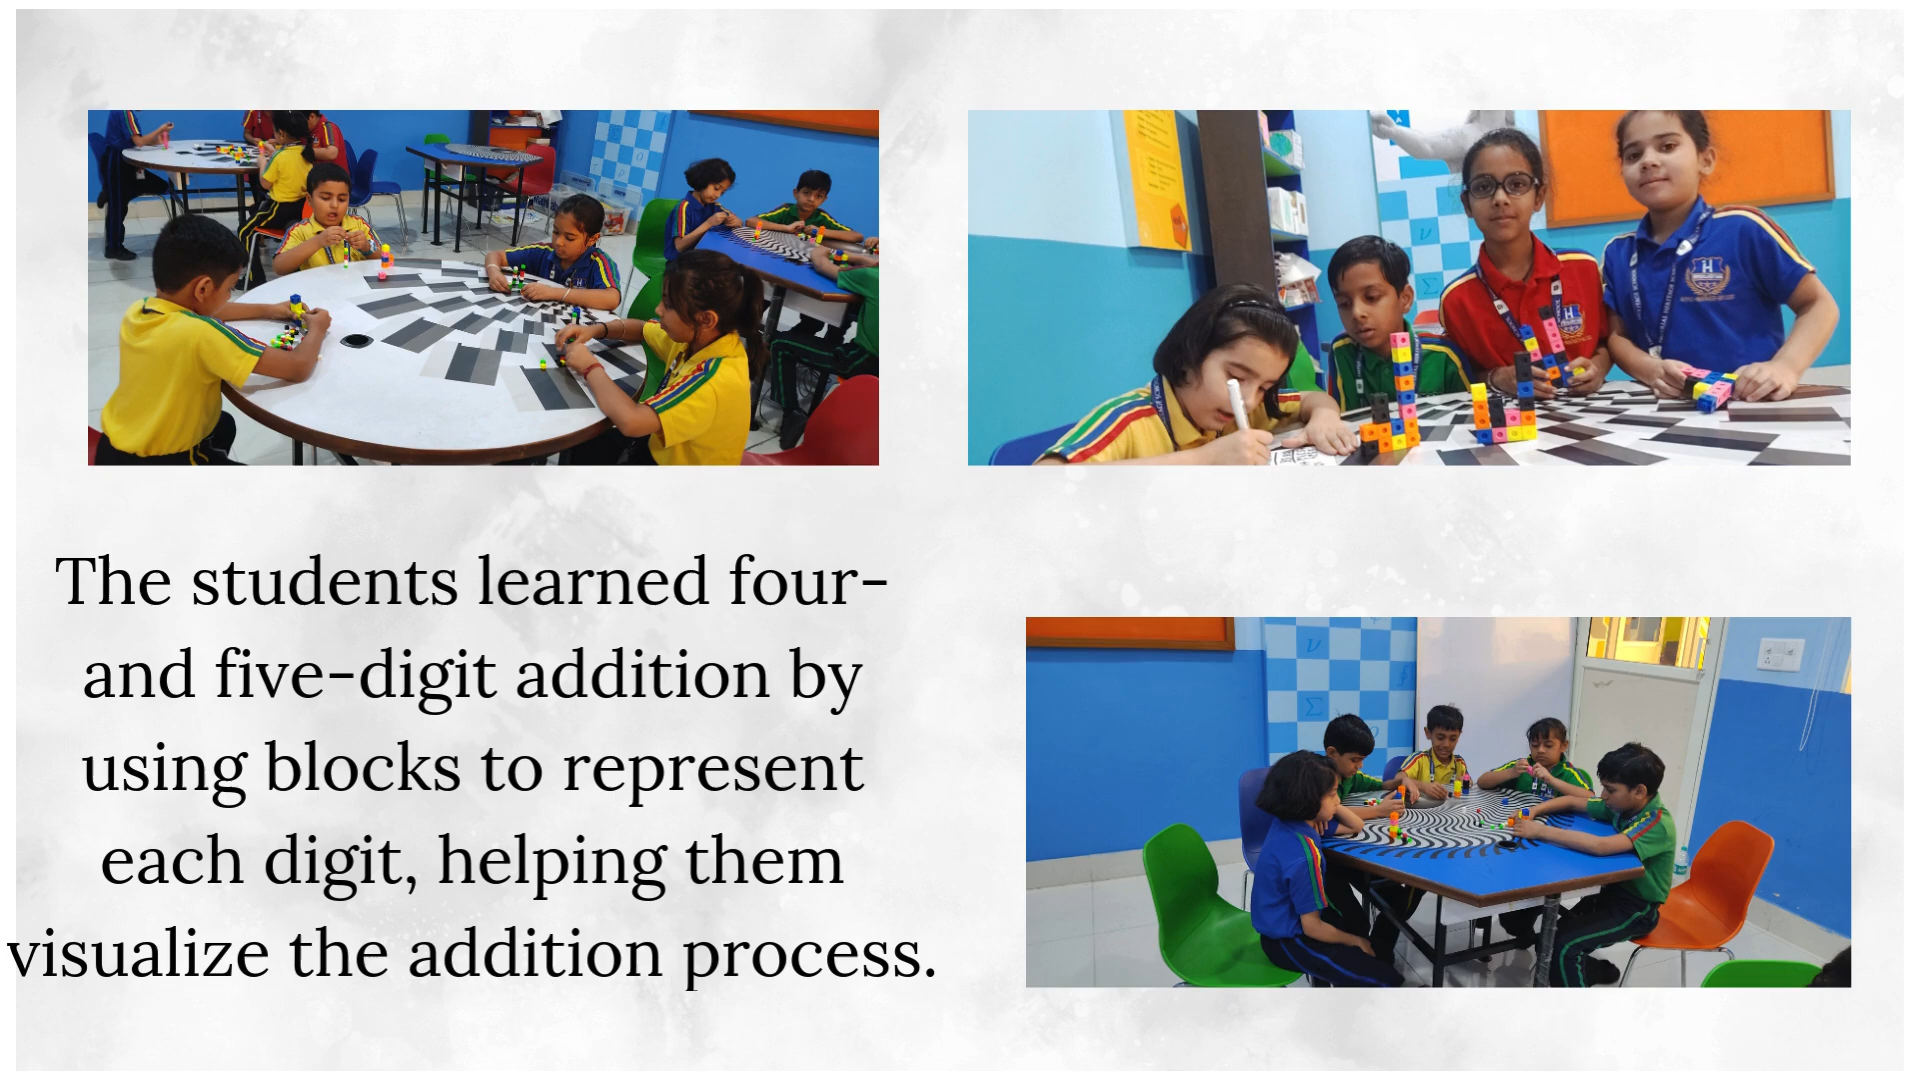 The students learned four-
and five-digit addition by
using blocks to represent
each digit, helping them
visualize the addition process.
H
H
ν
Σ
ν
Σ